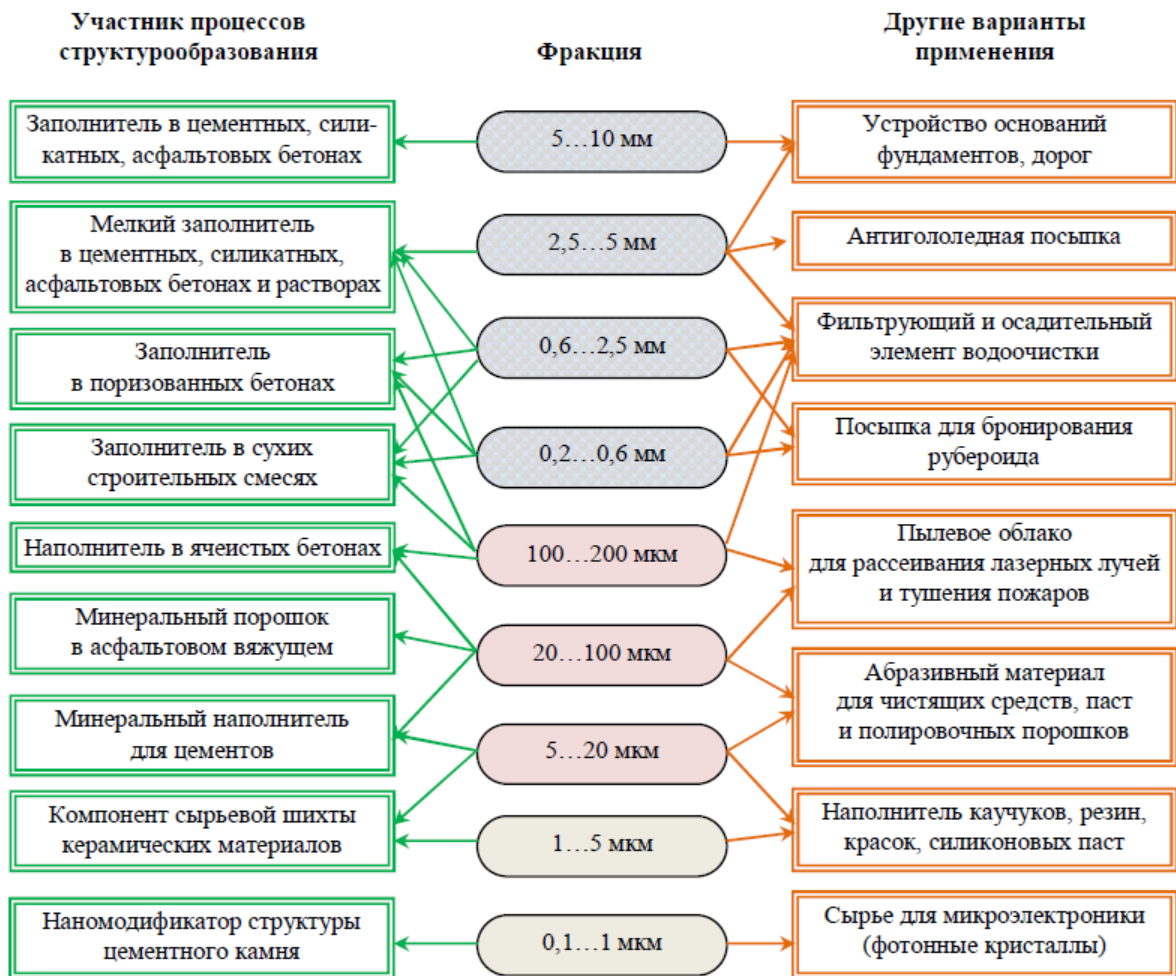 Участник процессов
структурообразования
Фракция
Другие варианты
применения
Заполнитель в цементных, сили-
катных, асфальтовых бетонах
5…10 мм
Устройство оснований
фундаментов, дорог
Мелкий заполнитель
в цементных, силикатных,
асфальтовых бетонах и растворах
2,5…5 мм
Антигололедная посыпка
Заполнитель
в поризованных бетонах
0,6…2,5 мм
Фильтрующий и осадительный
элемент водоочистки
Заполнитель в сухих
строительных смесях
0,2…0,6 мм
Посыпка для бронирования
рубероида
Наполнитель в ячеистых бетонах
100…200 мкм
Пылевое облако
для рассеивания лазерных лучей
и тушения пожаров
Минеральный порошок
в асфальтовом вяжущем
20…100 мкм
Абразивный материал
для чистящих средств, паст
и полировочных порошков
Минеральный наполнитель
для цементов
5…20 мкм
Компонент сырьевой шихты
керамических материалов
1…5 мкм
Наполнитель каучуков, резин,
красок, силиконовых паст
Наномодификатор структуры
цементного камня
0,1…1 мкм
Сырье для микроэлектроники
(фотонные кристаллы)